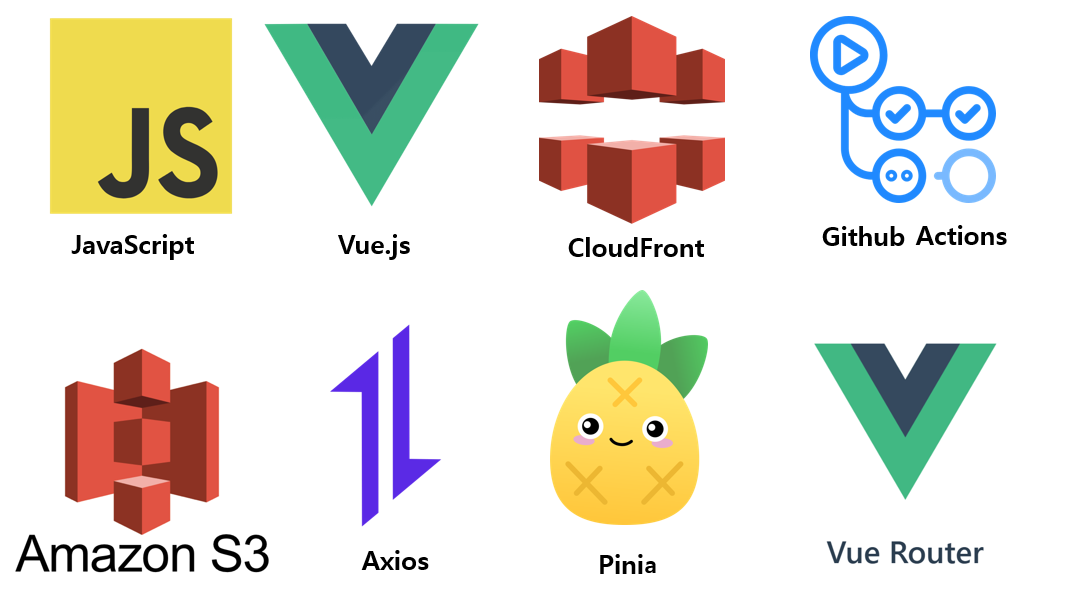 JS
JavaScript
Vue.js
CloudFront
Github Actions
Amazon S3
Axios
Pinia
Vue Router